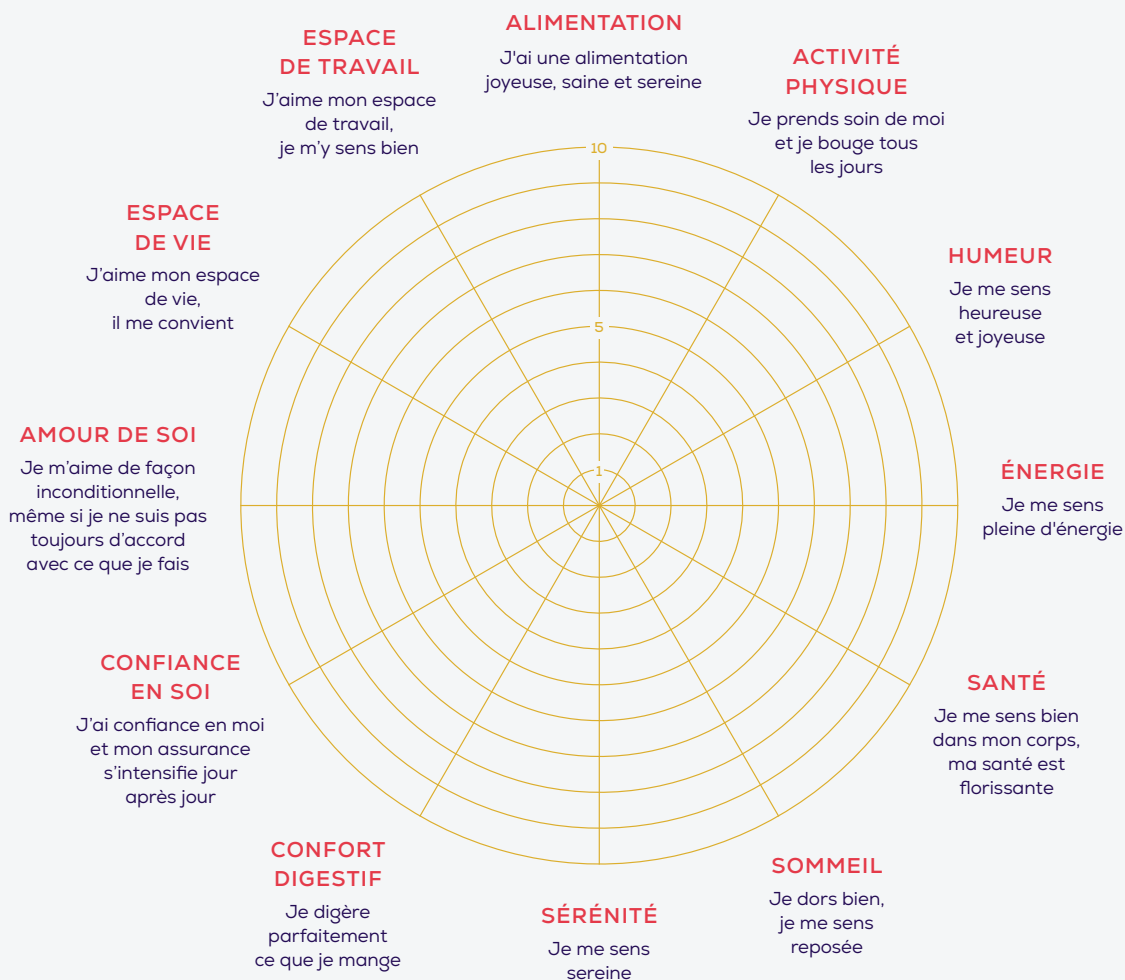 ALIMENTATION
J'ai une alimentation
joyeuse, saine et sereine
ACTIVITÉ
PHYSIQUE
Je prends soin de moi
et je bouge tous
les jours
HUMEUR
Je me sens
heureuse
et joyeuse
ÉNERGIE
Je me sens
pleine d'énergie
SANTÉ
Je me sens bien
dans mon corps,
ma santé est
florissante
SOMMEIL
Je dors bien,
je me sens
reposée
SÉRÉNITÉ
Je me sens
sereine
CONFORT
DIGESTIF
Je digère
parfaitement
ce que je mange
CONFIANCE
EN SOI
J’ai confiance en moi
et mon assurance
s’intensifie jour
après jour
AMOUR DE SOI
Je m’aime de façon
inconditionnelle,
même si je ne suis pas
toujours d’accord
avec ce que je fais
ESPACE
DE VIE
J’aime mon espace
de vie,
il me convient
ESPACE
DE TRAVAIL
J’aime mon espace
de travail,
je m’y sens bien
10
5
1